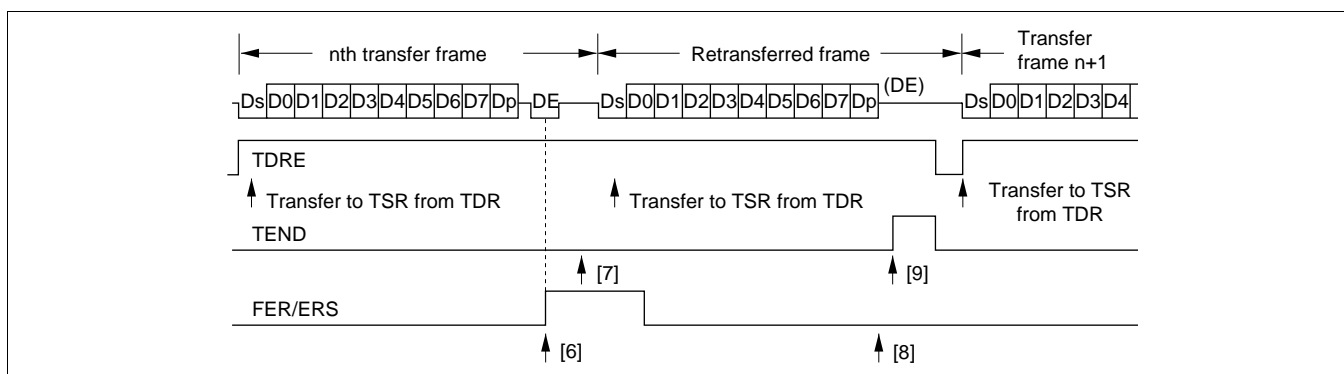 nth transfer frame
Retransferred frame
Transfer
frame n+1
Ds D0 D1 D2 D3 D4 D5 D6 D7 Dp DE
Ds D0 D1 D2 D3 D4 D5 D6 D7 Dp (DE)
Ds D0 D1 D2 D3 D4
TDRE
Transfer to TSR from TDR
Transfer to TSR from TDR
Transfer to TSR
from TDR
TEND
[7]
[9]
FER/ERS
[6]
[8]